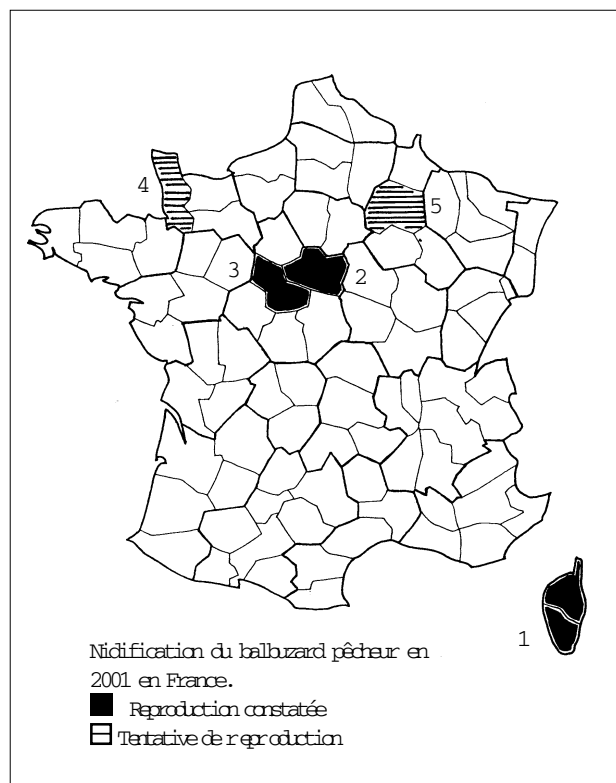 4
5
3
2
1
Nidification du balbuzard pêcheur en
2001 en France.
Reproduction constatée
Tentative de reproduction